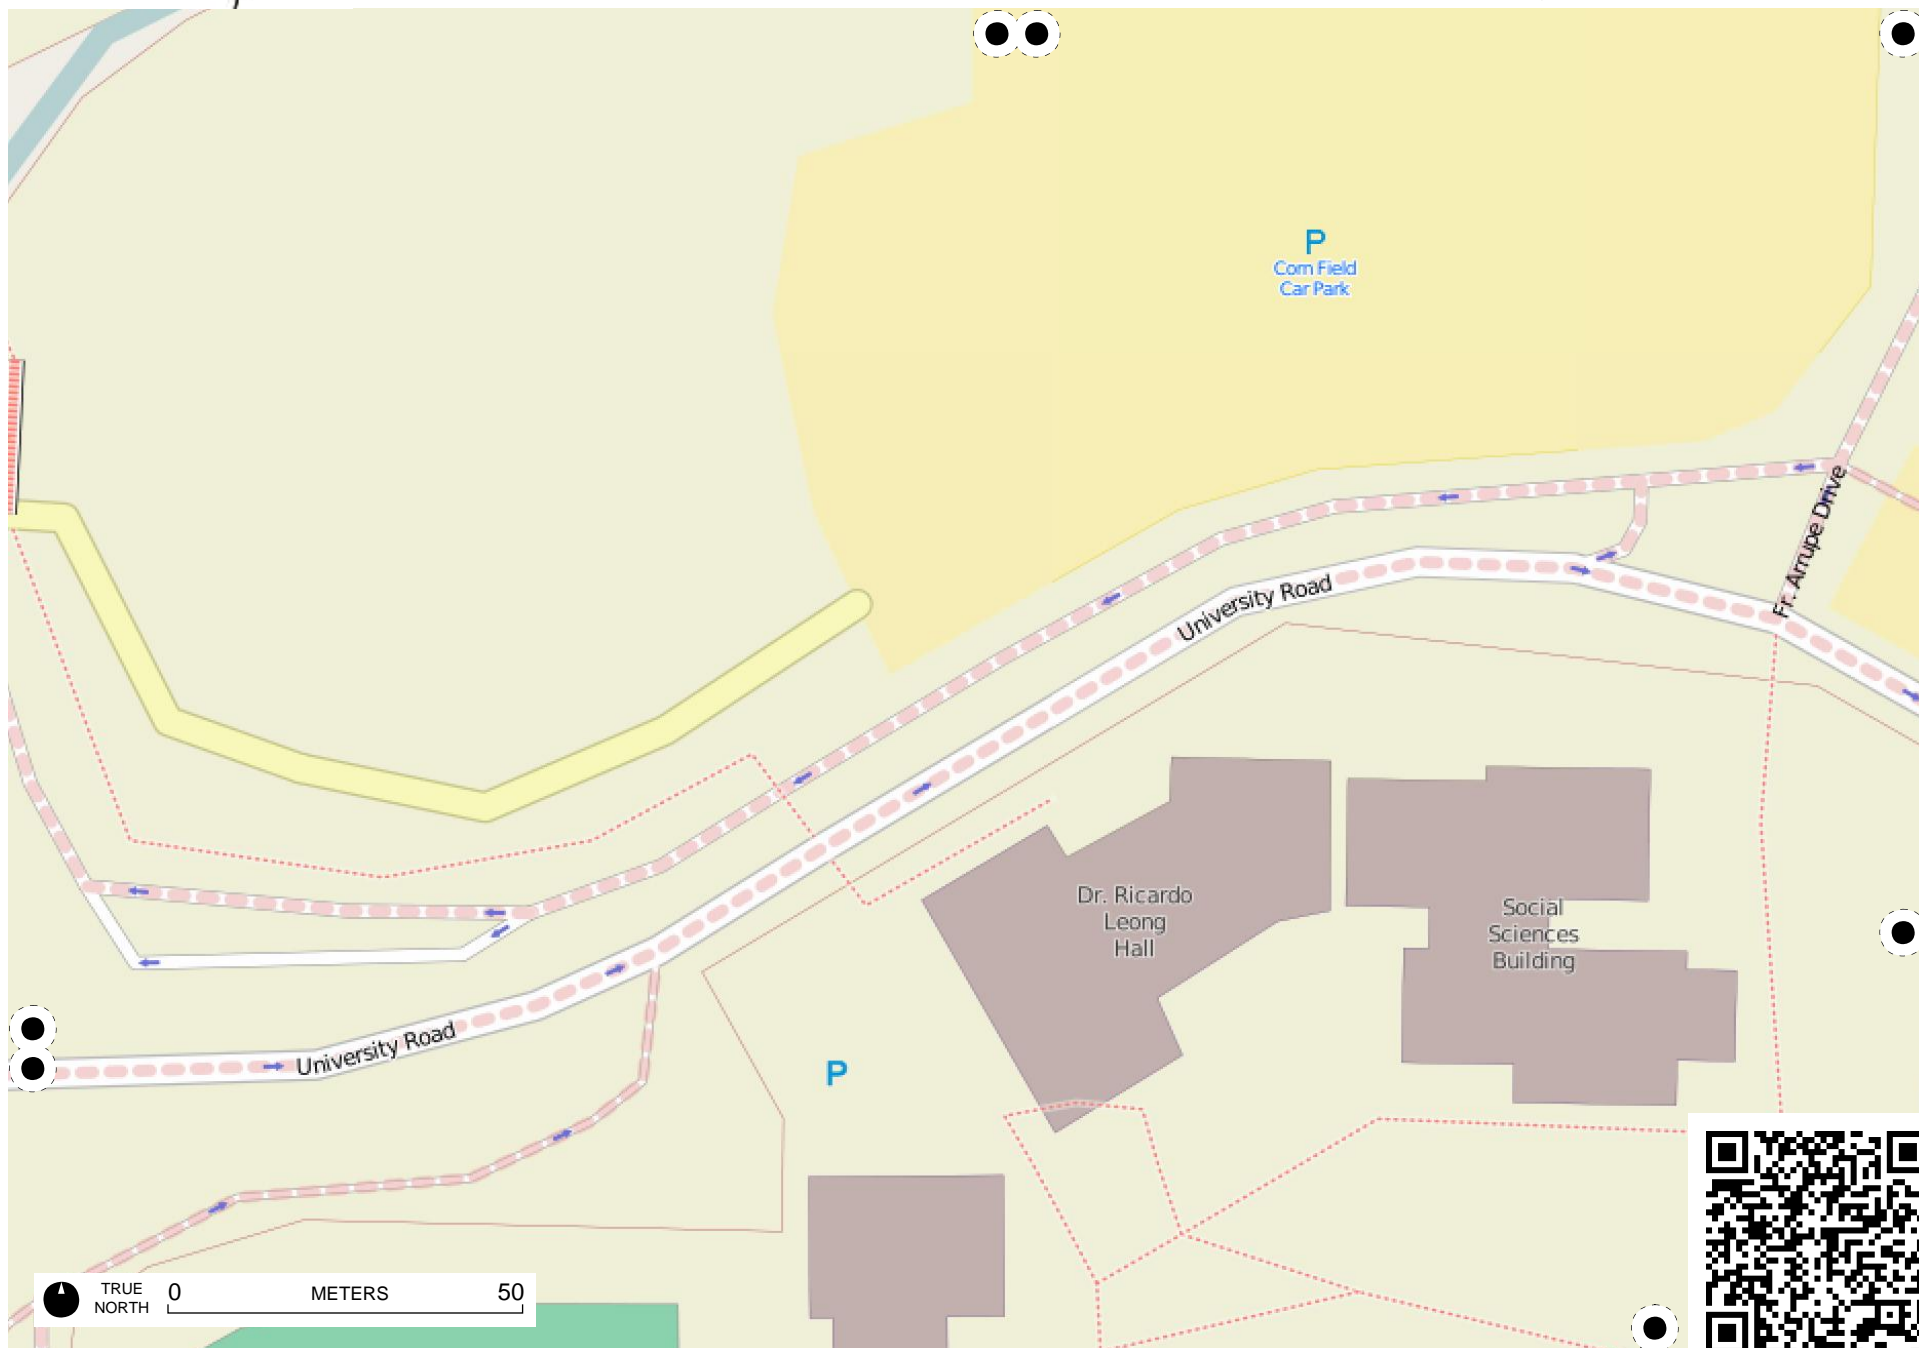 P
Corn Field
Car Park
Fr. Arrupe Drive
University Road
Dr. Ricardo
Leong
Hall
Social
Sciences
Building
University Road
P
TRUE
NORTH
0 METERS 50